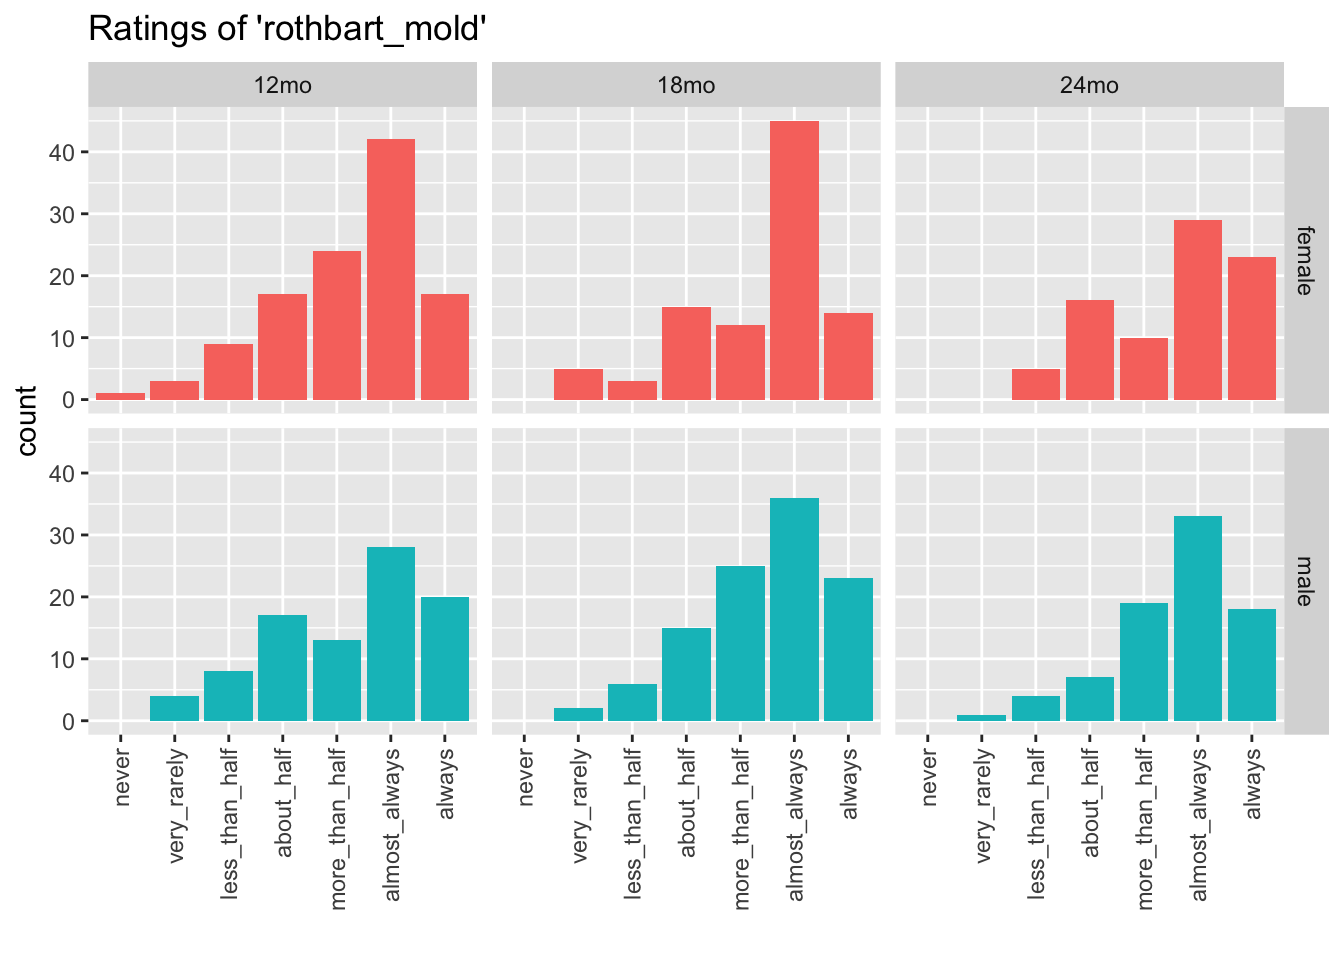 Ratings of 'rothbart_mold'
12mo 18mo 24mo
40
30
20
10
0
female
count
40
30
20
10
0
male
never very_rarely less_than_half about_half more_than_half almost_always always never very_rarely less_than_half about_half more_than_half almost_always always never very_rarely less_than_half about_half more_than_half almost_always always